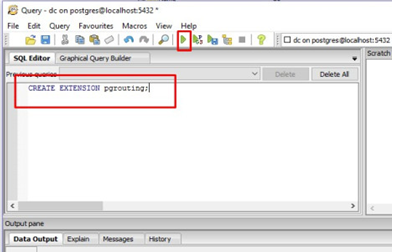 Query - dc on postgres@localhost:5432 *
File Edit Query Favourites Macros View Help
dc on postgres@localhost:5432
SQL Editor Graphical Query Builder
Scratch
Previous queries Delete Delete All
CREATE EXTENSION pgrouting;
Output pane
Data Output Explain Messages History